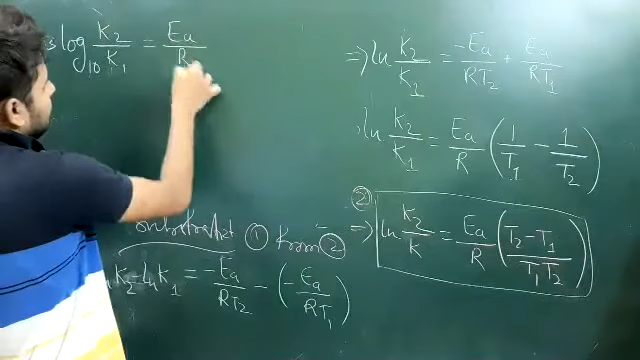 log₁₀ K₂/K₁ = Ea/R
substract ① from ②
K₂ - ln K₁ = -Ea/RT₂ - (-Ea/RT₁)
⇒ ln K₂/K₁ = -Ea/RT₂ + Ea/RT₁
ln K₂/K₁ = Ea/R (1/T₁ - 1/T₂)
②
⇒ ln K₂/K = Ea/R (T₂-T₁/T₁T₂)